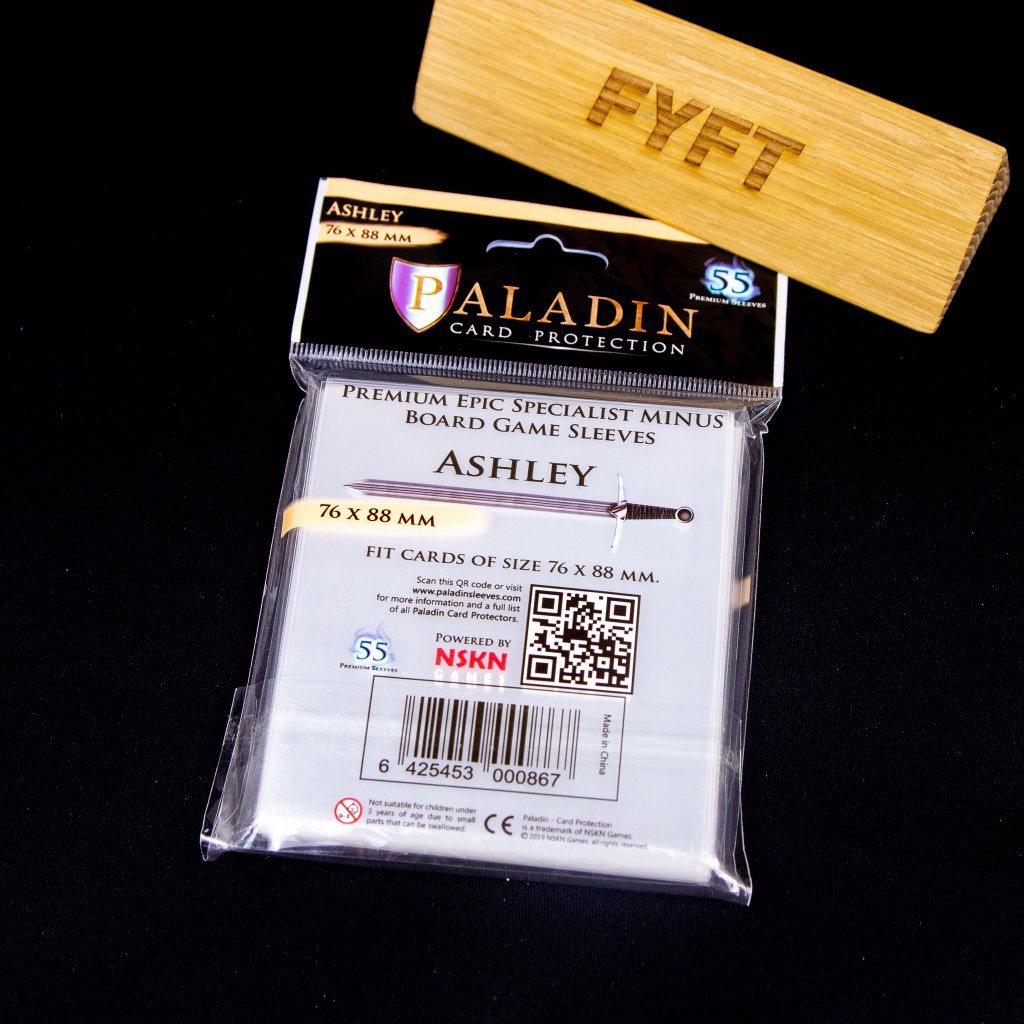 FYFT
ASHLEY
76 X 88 MM
55
PREMIUM SLEEVES
PALADIN
CARD PROTECTION
PREMIUM EPIC SPECIALIST MINUS
BOARD GAME SLEEVES
ASHLEY
76 X 88 MM
FIT CARDS OF SIZE 76 X 88 MM.
Scan this QR code or visit
www.paladinsleeves.com
for more information and a full list
of all Paladin Card Protectors.
55
PREMIUM SLEEVES
POWERED BY
NSKN
GAMES
Made in China
6 425453 000867
0-3
Not suitable for children under
3 years of age due to small
parts that can be swallowed.
CE
Paladin - Card Protection
is a trademark of NSKN Games.
© 2019 NSKN Games, all rights reserved